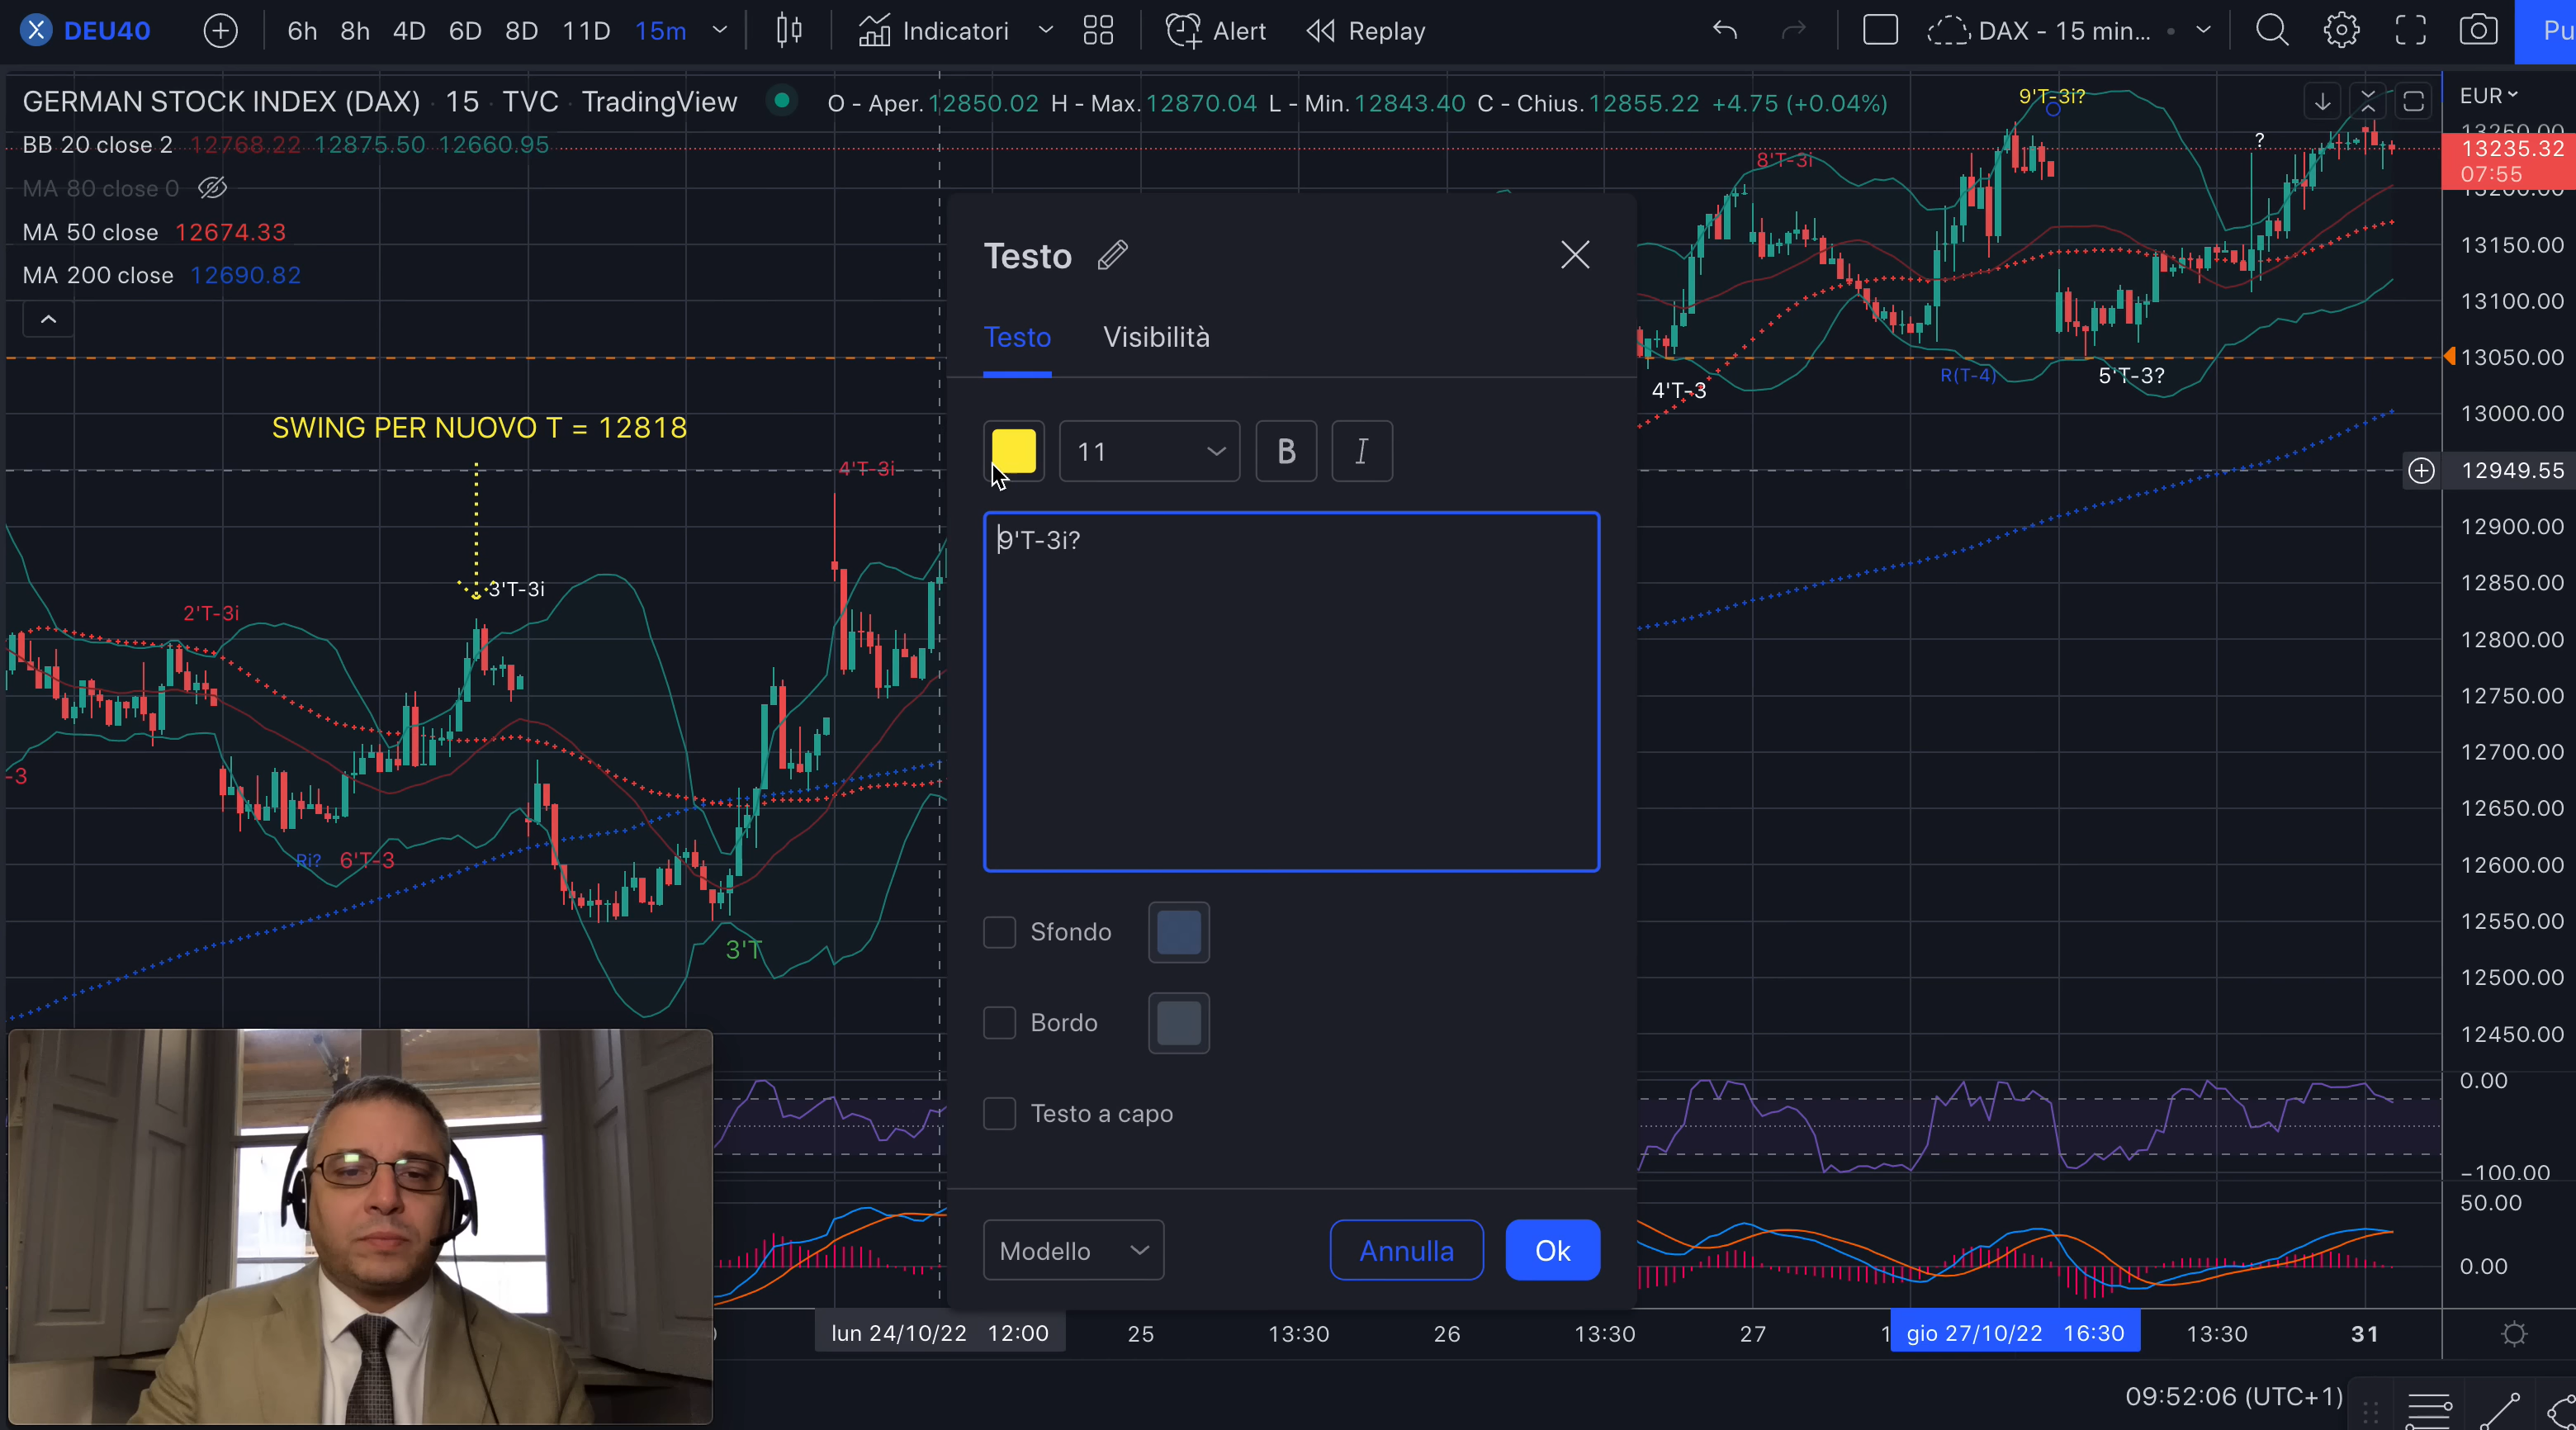 DEU40 6h 8h 4D 6D 8D 11D 15m Indicatori Alert Replay DAX - 15 min... Pu
GERMAN STOCK INDEX (DAX) · 15 · TVC · TradingView O - Aper.12850.02 H - Max.12870.04 L - Min.12843.40 C - Chius.12855.22 +4.75 (+0.04%)
BB 20 close 2 12768.22 12875.50 12660.95
MA 80 close 0
MA 50 close 12674.33
MA 200 close 12690.82
SWING PER NUOVO T = 12818
4'T-3i
3'T-3i
2'T-3i
-3
Ri? 6'T-3
3'T
Testo
Testo Visibilità
11 B I
9'T-3i?
Sfondo
Bordo
Testo a capo
Modello Annulla Ok
9'T-3i?
8'T-3i
?
4'T-3
R(T-4)
5'T-3?
EUR
13250.00
13235.32
07:55
13200.00
13150.00
13100.00
13050.00
13000.00
12949.55
12900.00
12850.00
12800.00
12750.00
12700.00
12650.00
12600.00
12550.00
12500.00
12450.00
0.00
−100.00
50.00
0.00
lun 24/10/22 12:00 25 13:30 26 13:30 27 1 gio 27/10/22 16:30 13:30 31
09:52:06 (UTC+1)